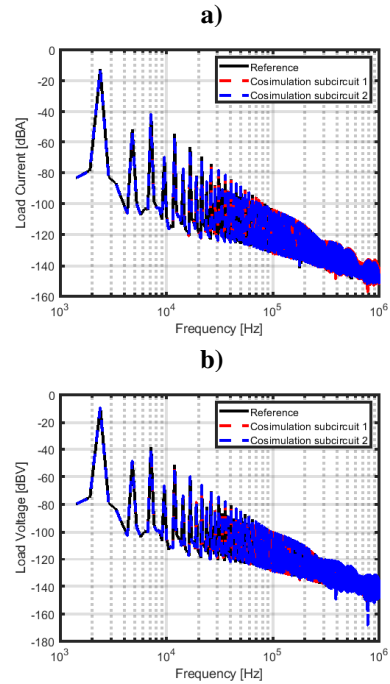 a)
0
-20
-40
-60
-80
-100
-120
-140
-160
Load Current [dBA]
Reference
Cosimulation subcircuit 1
Cosimulation subcircuit 2
10^3 10^4 10^5 10^6
Frequency [Hz]
b)
0
-20
-40
-60
-80
-100
-120
-140
-160
-180
Load Voltage [dBV]
Reference
Cosimulation subcircuit 1
Cosimulation subcircuit 2
10^3 10^4 10^5 10^6
Frequency [Hz]